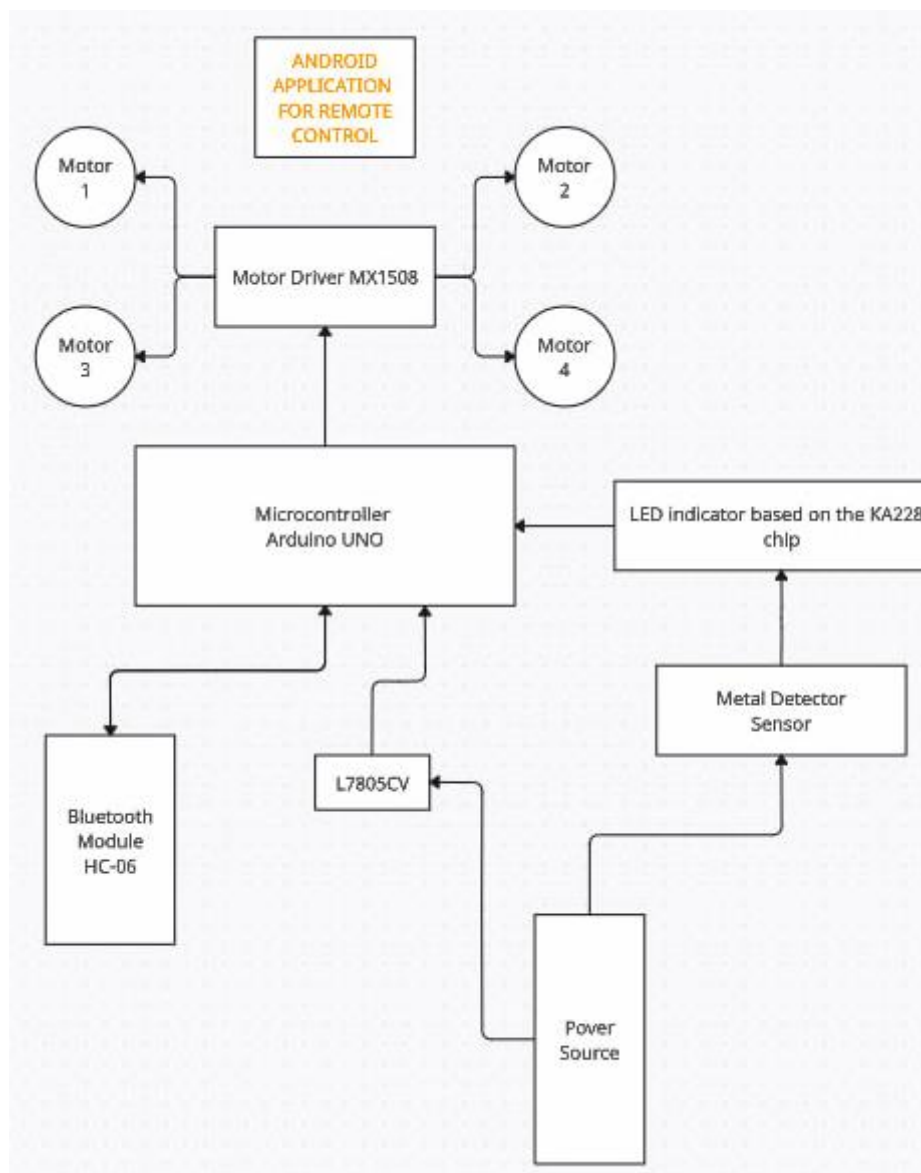 ANDROID
APPLICATION
FOR REMOTE
CONTROL
Motor
1
Motor
2
Motor Driver MX1508
Motor
3
Motor
4
Microcontroller
Arduino UNO
LED indicator based on the KA228
chip
Metal Detector
Sensor
L7805CV
Bluetooth
Module
HC-06
Pover
Source